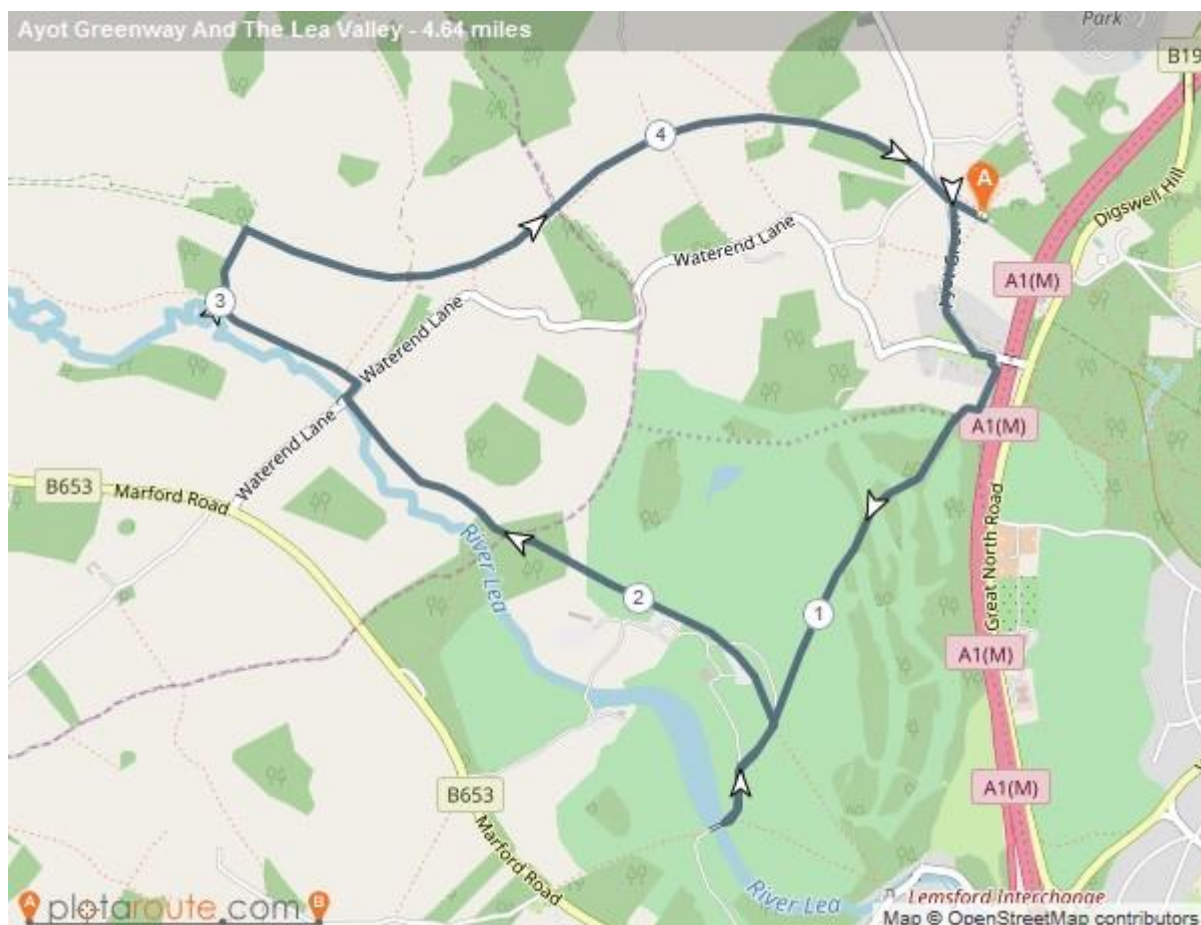 Ayot Greenway And The Lea Valley - 4.64 miles
Park
B19
4
A
Digswell Hill
Waterend Lane
A1(M)
Ayot Green
3
Waterend Lane
A1(M)
Waterend Lane
B653
Marford Road
River Lea
Great North Road
2
1
A1(M)
A1(M)
B653
Marford Road
River Lea
Lemsford Interchange
A plotaroute.com B
Map © OpenStreetMap contributors